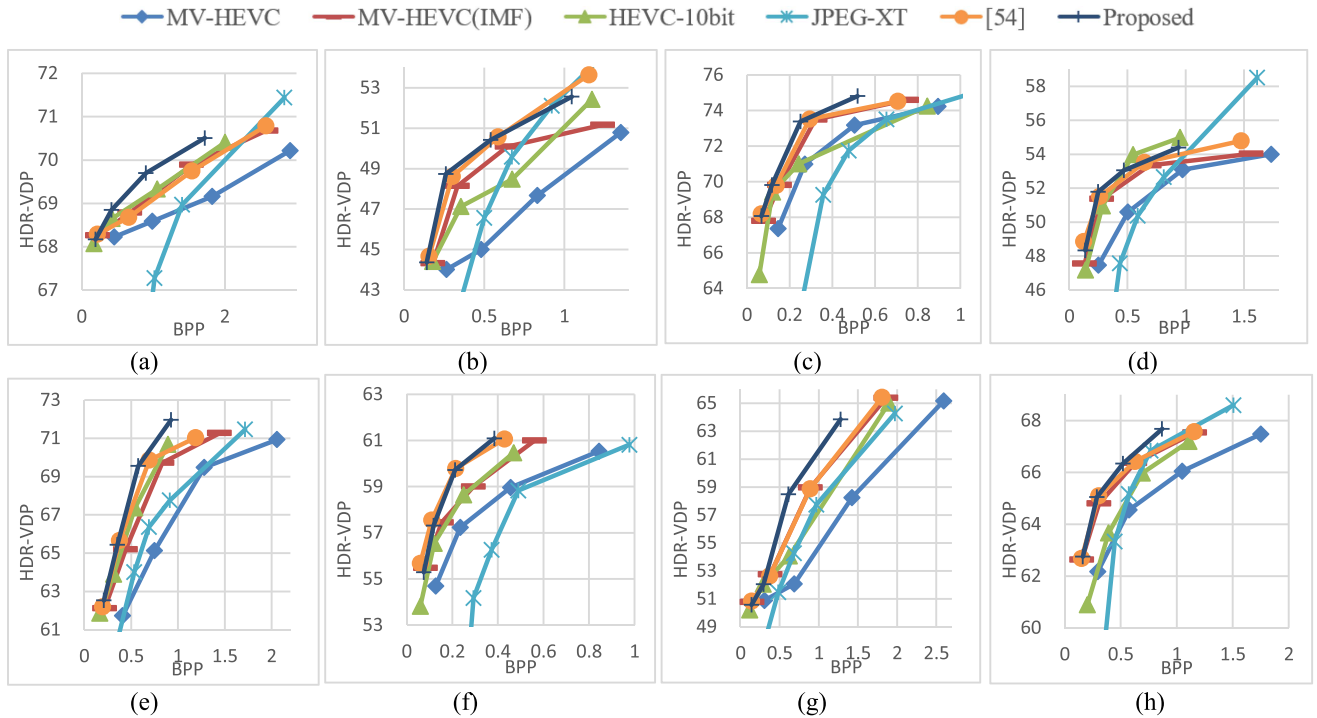 MV-HEVC MV-HEVC(IMF) HEVC-10bit JPEG-XT [54] Proposed
72
71
70
69
68
67
HDR-VDP
0 2
BPP
(a)
53
51
49
47
45
43
HDR-VDP
0 0.5 1
BPP
(b)
76
74
72
70
68
66
64
HDR-VDP
0 0.2 0.4 0.6 0.8 1
BPP
(c)
58
56
54
52
50
48
46
HDR-VDP
0 0.5 1 1.5
BPP
(d)
73
71
69
67
65
63
61
HDR-VDP
0 0.5 1 1.5 2
BPP
(e)
63
61
59
57
55
53
HDR-VDP
0 0.2 0.4 0.6 0.8 1
BPP
(f)
65
63
61
59
57
55
53
51
49
HDR-VDP
0 0.5 1 1.5 2 2.5
BPP
(g)
68
66
64
62
60
HDR-VDP
0 0.5 1 1.5 2
BPP
(h)